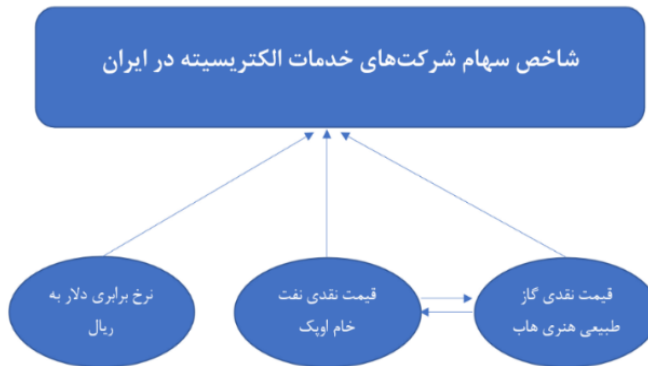 شاخص سهام شرکت‌های خدمات الکتریسیته در ایران
قیمت نقدی گاز
طبیعی هنری هاب
قیمت نقدی نفت
خام اوپک
نرخ برابری دلار به
ریال